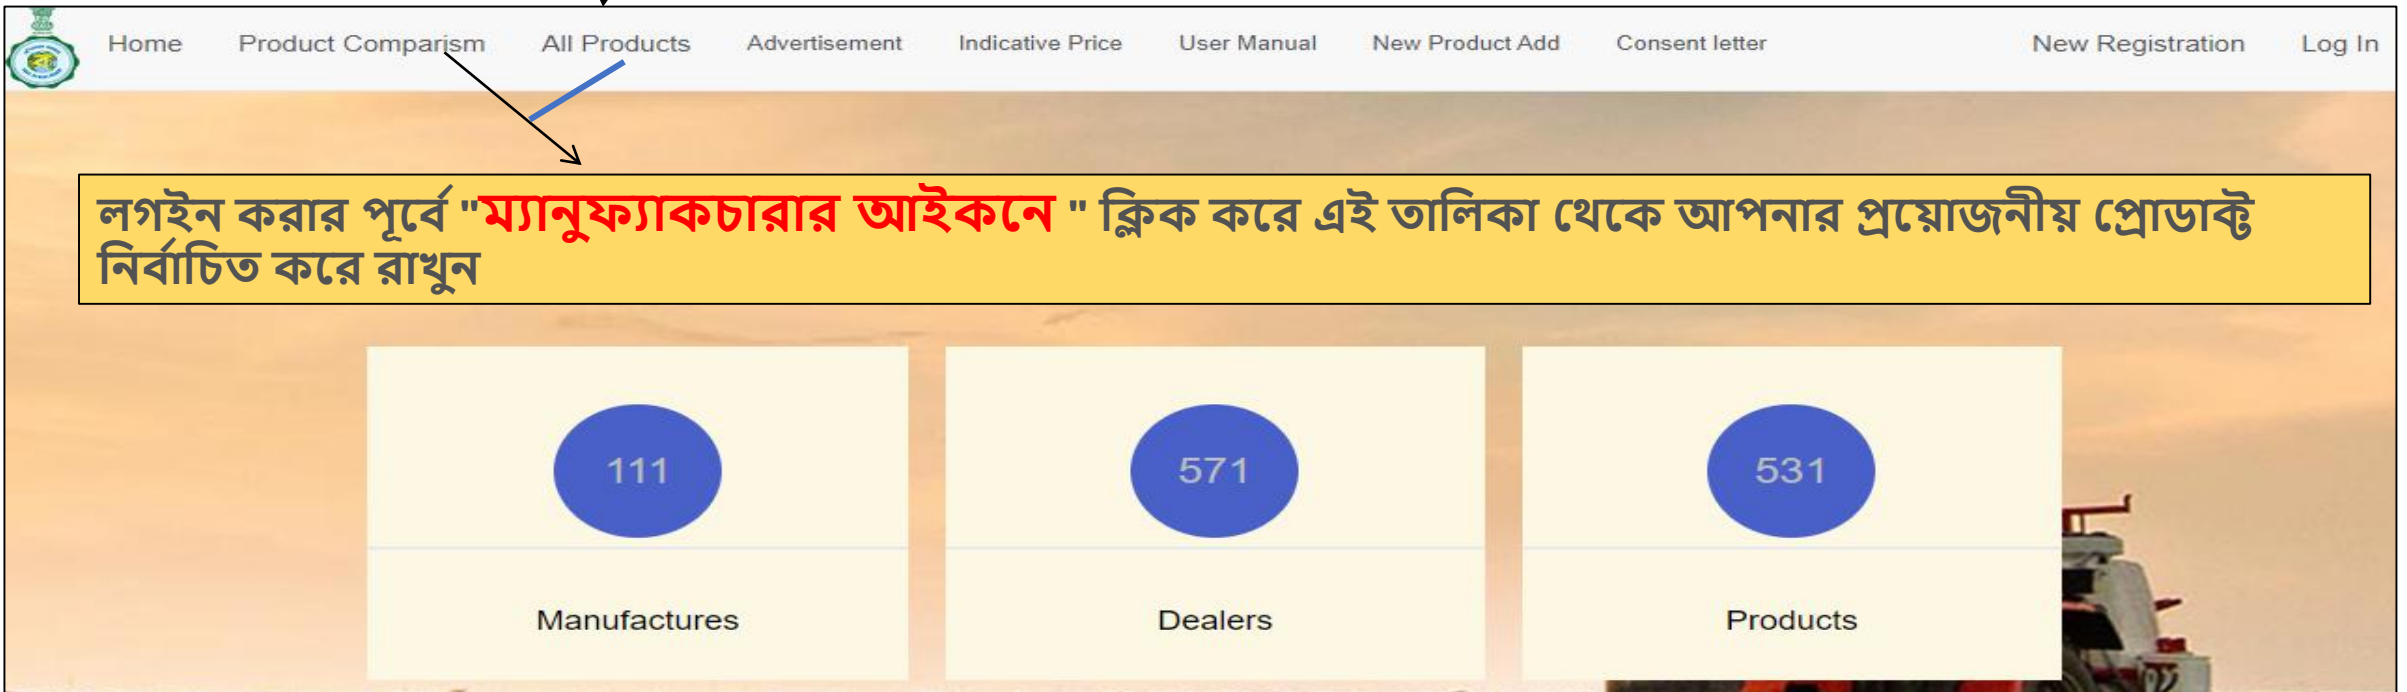 Home Product Comparism All Products Advertisement Indicative Price User Manual New Product Add Consent letter New Registration Log In
লগইন করার পূর্বে "ম্যানুফ্যাকচারার আইকনে " ক্লিক করে এই তালিকা থেকে আপনার প্রয়োজনীয় প্রোডাক্ট
নির্বাচিত করে রাখুন
111 571 531
Manufactures Dealers Products